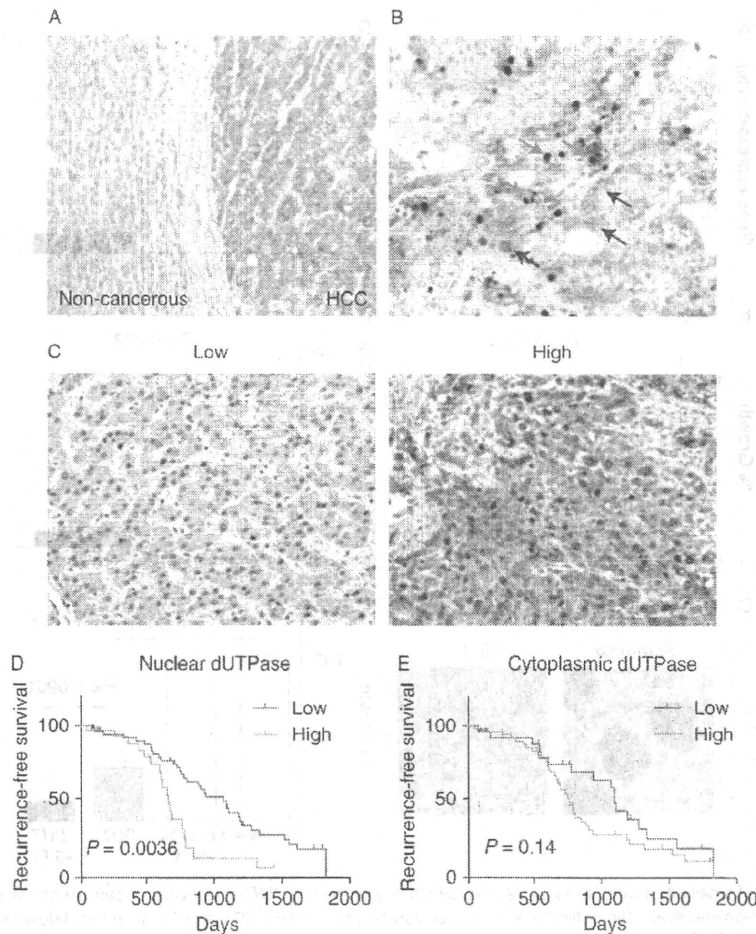 A
B
Non-cancerous
HCC
C
Low
High
D
Nuclear dUTPase
Recurrence-free survival
100
50
0
Low
High
P = 0.0036
0
500
1000
1500
2000
Days
E
Cytoplasmic dUTPase
Recurrence-free survival
100
50
0
Low
High
P = 0.14
0
500
1000
1500
2000
Days